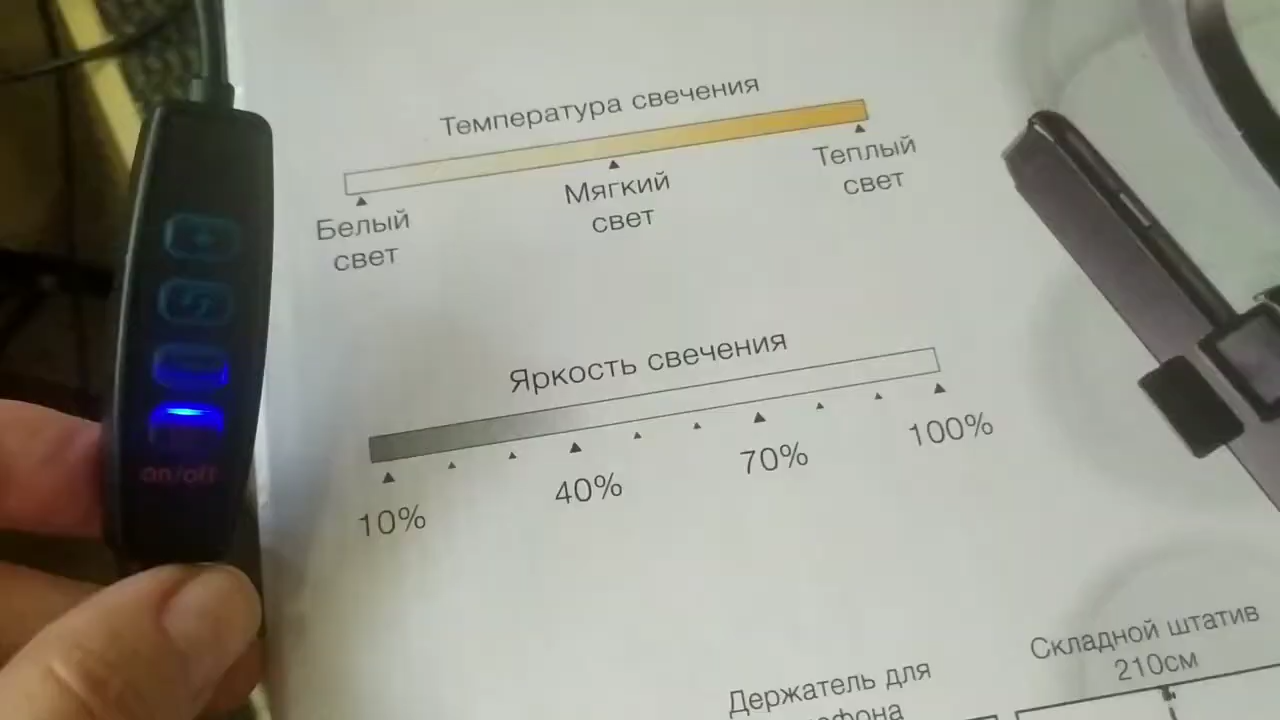 Температура свечения
Белый
свет
Мягкий
свет
Теплый
свет
Яркость свечения
10%
40%
70%
100%
on/off
Держатель для
Складной штатив
210см